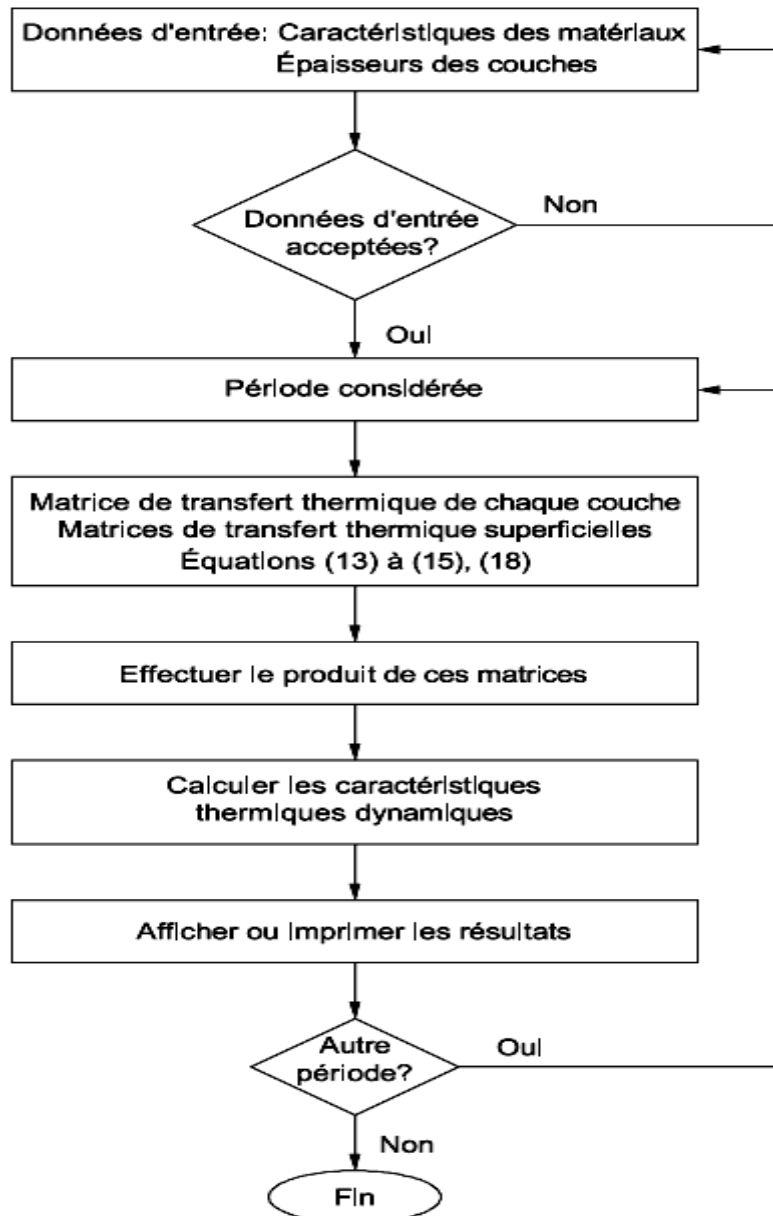 Données d'entrée: Caractéristiques des matériaux
Épaisseurs des couches
Données d'entrée
acceptées?
Non
Oui
Période considérée
Matrice de transfert thermique de chaque couche
Matrices de transfert thermique superficielles
Équations (13) à (15), (18)
Effectuer le produit de ces matrices
Calculer les caractéristiques
thermiques dynamiques
Afficher ou imprimer les résultats
Autre
période?
Oui
Non
Fin